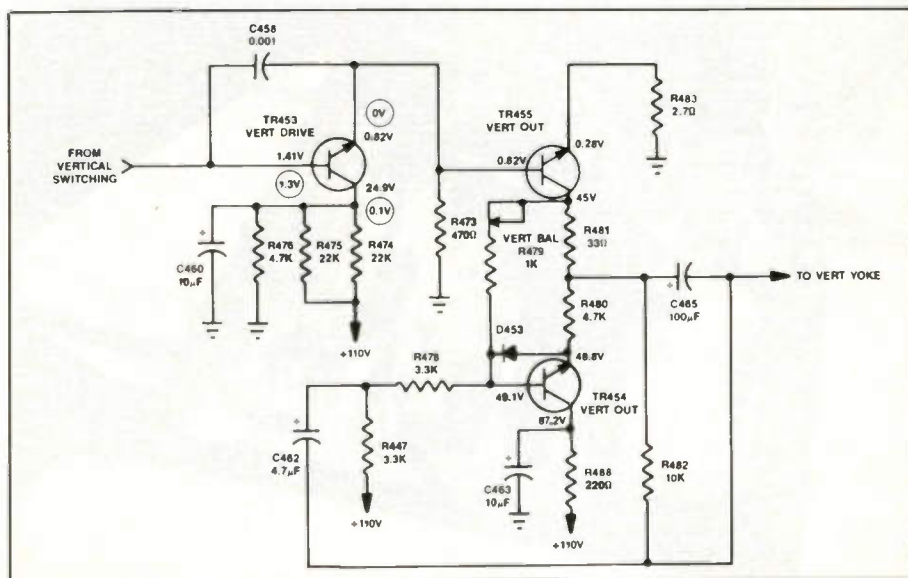 C458
0.001
TR453
VERT DRIVE
0V
0.82V
FROM
VERTICAL
SWITCHING
1.41V
1.3V
24.9V
0.1V
C460
10µF
R476
4.7K
R475
22K
R474
22K
+110V
TR455
VERT OUT
0.82V
0.28V
45V
R483
2.7Ω
R473
470Ω
VERT BAL
R479
1K
R481
33Ω
TO VERT YOKE
C465
100µF
R480
4.7K
D453
48.8V
R478
3.3K
49.1V
TR454
VERT OUT
87.2V
C462
4.7µF
R447
3.3K
+110V
C463
10µF
R488
220Ω
+110V
R482
10K